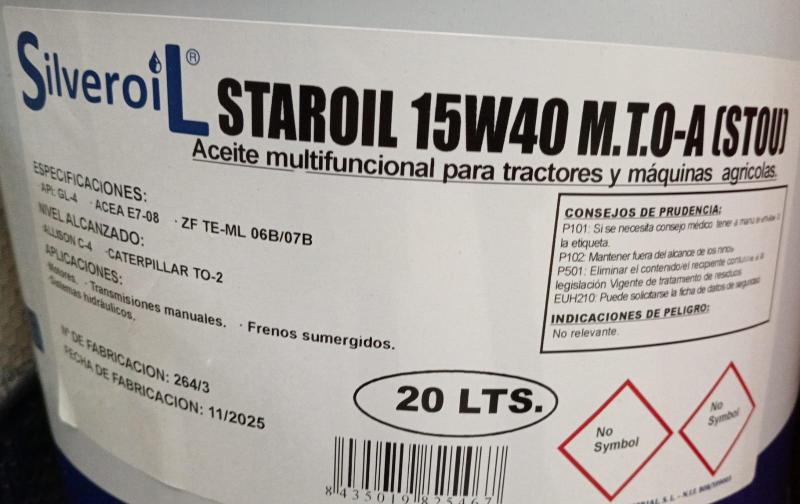 SilveroiL®
STAROIL 15W40 M.T.O-A (STOU)
Aceite multifuncional para tractores y máquinas agrícolas.
ESPECIFICACIONES:
·API: GL-4 ·ACEA E7-08 ·ZF TE-ML 06B/07B
NIVEL ALCANZADO:
·ALLISON C-4 ·CATERPILLAR TO-2
APLICACIONES:
·Motores. ·Transmisiones manuales. ·Frenos sumergidos.
·Sistemas hidráulicos.
Nº DE FABRICACION: 264/3
FECHA DE FABRICACION: 11/2025
CONSEJOS DE PRUDENCIA:
P101: Si se necesita consejo médico tener a mano el envase o
la etiqueta.
P102: Mantener fuera del alcance de los niños
P501: Eliminar el contenido/el recipiente conforme a la
legislación Vigente de tratamiento de residuos
EUH210: Puede solicitarse la ficha de datos de seguridad
INDICACIONES DE PELIGRO:
No relevante.
20 LTS.
No
Symbol
No
Symbol
8 435019 825467
S. L. - N.I.F.